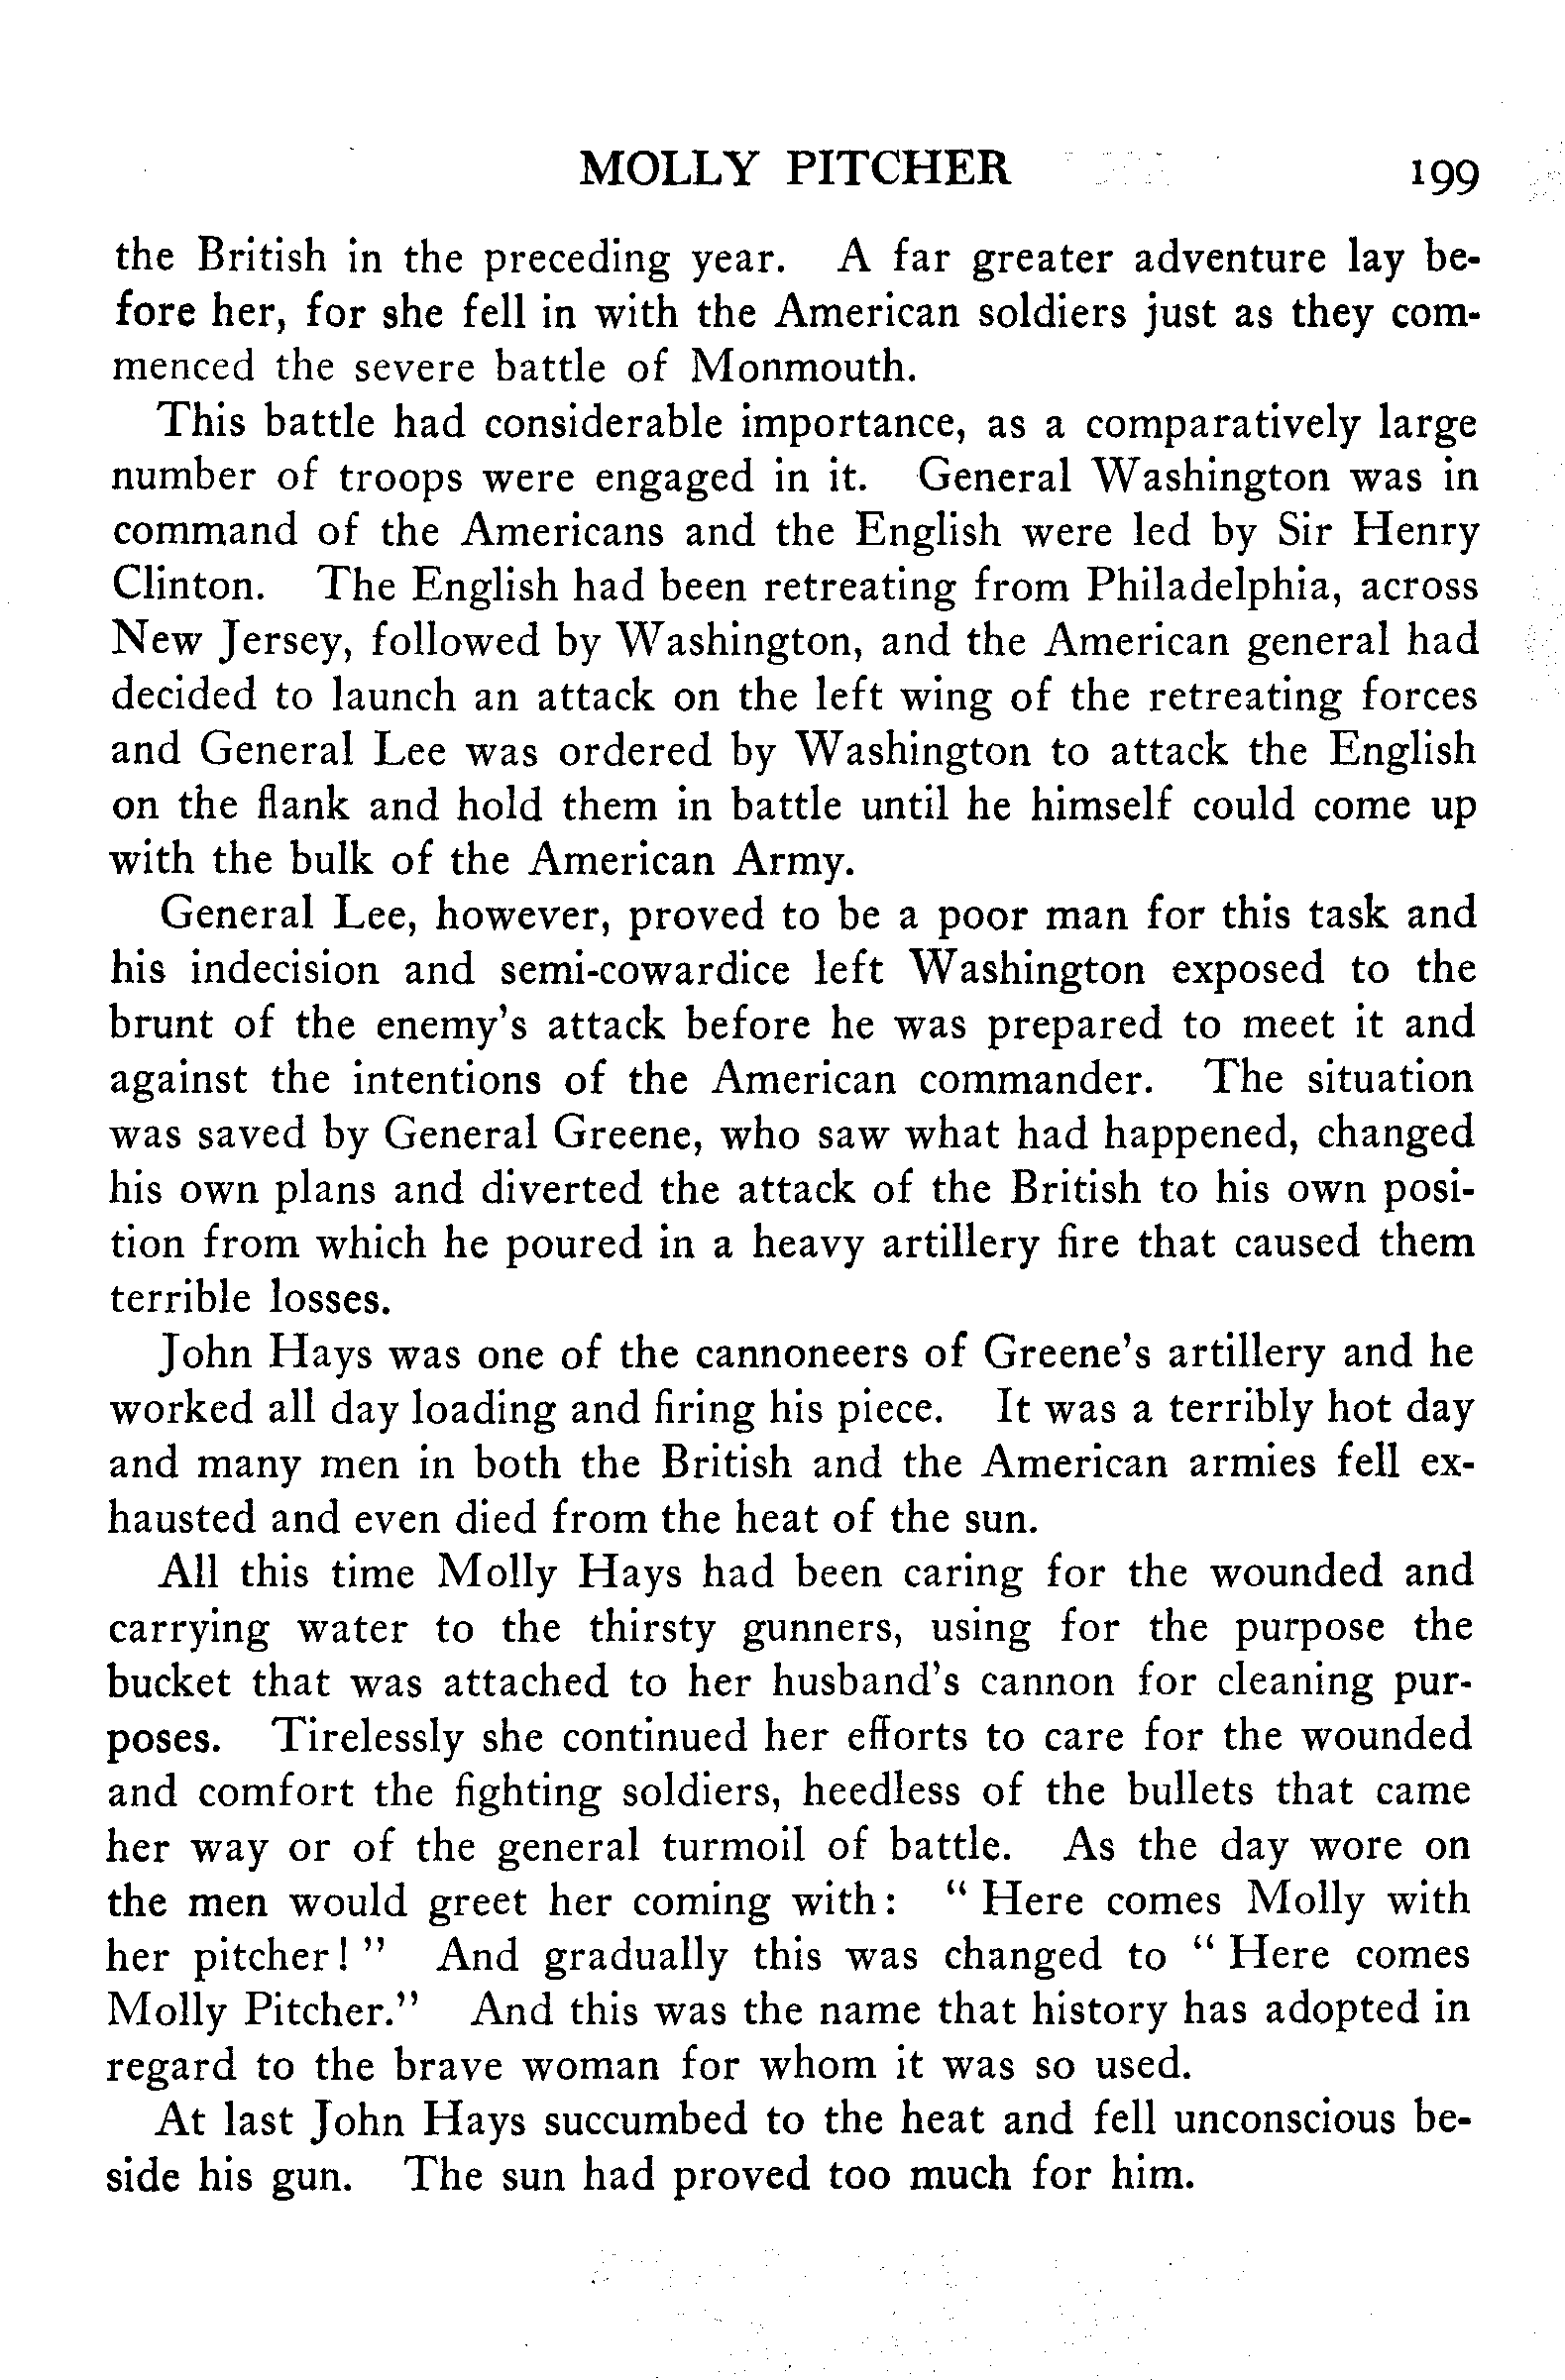 MOLLY PITCHER 199
the British in the preceding year. A far greater adventure lay be-
fore her, for she fell in with the American soldiers just as they com-
menced the severe battle of Monmouth.
This battle had considerable importance, as a comparatively large
number of troops were engaged in it. General Washington was in
command of the Americans and the English were led by Sir Henry
Clinton. The English had been retreating from Philadelphia, across
New Jersey, followed by Washington, and the American general had
decided to launch an attack on the left wing of the retreating forces
and General Lee was ordered by Washington to attack the English
on the flank and hold them in battle until he himself could come up
with the bulk of the American Army.
General Lee, however, proved to be a poor man for this task and
his indecision and semi-cowardice left Washington exposed to the
brunt of the enemy's attack before he was prepared to meet it and
against the intentions of the American commander. The situation
was saved by General Greene, who saw what had happened, changed
his own plans and diverted the attack of the British to his own posi-
tion from which he poured in a heavy artillery fire that caused them
terrible losses.
John Hays was one of the cannoneers of Greene's artillery and he
worked all day loading and firing his piece. It was a terribly hot day
and many men in both the British and the American armies fell ex-
hausted and even died from the heat of the sun.
All this time Molly Hays had been caring for the wounded and
carrying water to the thirsty gunners, using for the purpose the
bucket that was attached to her husband's cannon for cleaning pur-
poses. Tirelessly she continued her efforts to care for the wounded
and comfort the fighting soldiers, heedless of the bullets that came
her way or of the general turmoil of battle. As the day wore on
the men would greet her coming with: " Here comes Molly with
her pitcher! " And gradually this was changed to " Here comes
Molly Pitcher." And this was the name that history has adopted in
regard to the brave woman for whom it was so used.
At last John Hays succumbed to the heat and fell unconscious be-
side his gun. The sun had proved too much for him.